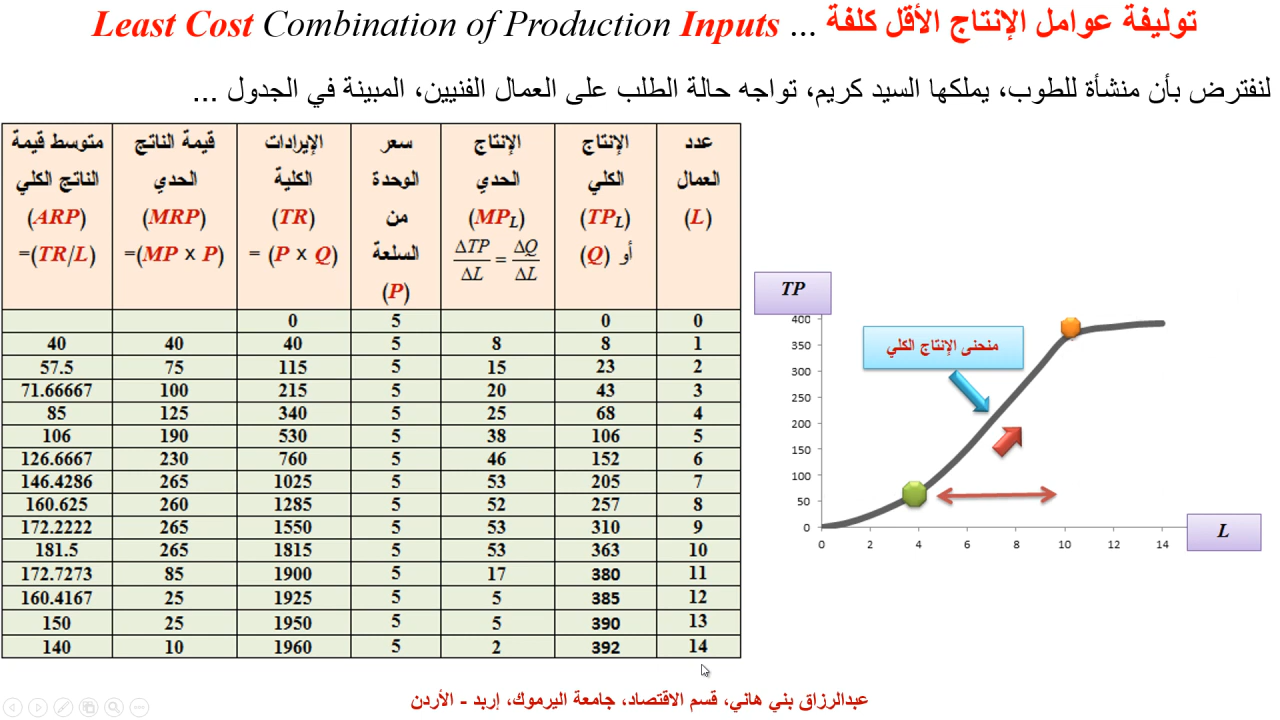 توليفة عوامل الإنتاج الأقل كلفة ... Least Cost Combination of Production Inputs
لنفترض بأن منشأة للطوب، يملكها السيد كريم، تواجه حالة الطلب على العمال الفنيين، المبينة في الجدول ...
عدد العمال (L) | الإنتاج الكلي (TPL) أو (Q) | الإنتاج الحدي (MPL) ΔTP/ΔL = ΔQ/ΔL | سعر الوحدة من السلعة (P) | الإيرادات الكلية (TR) = (P x Q) | قيمة الناتج الحدي (MRP) =(MP x P) | متوسط قيمة الناتج الكلي (ARP) =(TR/L)
0 | 0 | | 5 | 0 | |
1 | 8 | 8 | 5 | 40 | 40 | 40
2 | 23 | 15 | 5 | 115 | 75 | 57.5
3 | 43 | 20 | 5 | 215 | 100 | 71.66667
4 | 68 | 25 | 5 | 340 | 125 | 85
5 | 106 | 38 | 5 | 530 | 190 | 106
6 | 152 | 46 | 5 | 760 | 230 | 126.6667
7 | 205 | 53 | 5 | 1025 | 265 | 146.4286
8 | 257 | 52 | 5 | 1285 | 260 | 160.625
9 | 310 | 53 | 5 | 1550 | 265 | 172.2222
10 | 363 | 53 | 5 | 1815 | 265 | 181.5
11 | 380 | 17 | 5 | 1900 | 85 | 172.7273
12 | 385 | 5 | 5 | 1925 | 25 | 160.4167
13 | 390 | 5 | 5 | 1950 | 25 | 150
14 | 392 | 2 | 5 | 1960 | 10 | 140
TP
400
350
300
250
200
150
100
50
0
منحنى الإنتاج الكلي
0 2 4 6 8 10 12 14
L
عبدالرزاق بني هاني، قسم الاقتصاد، جامعة اليرموك، إربد - الأردن